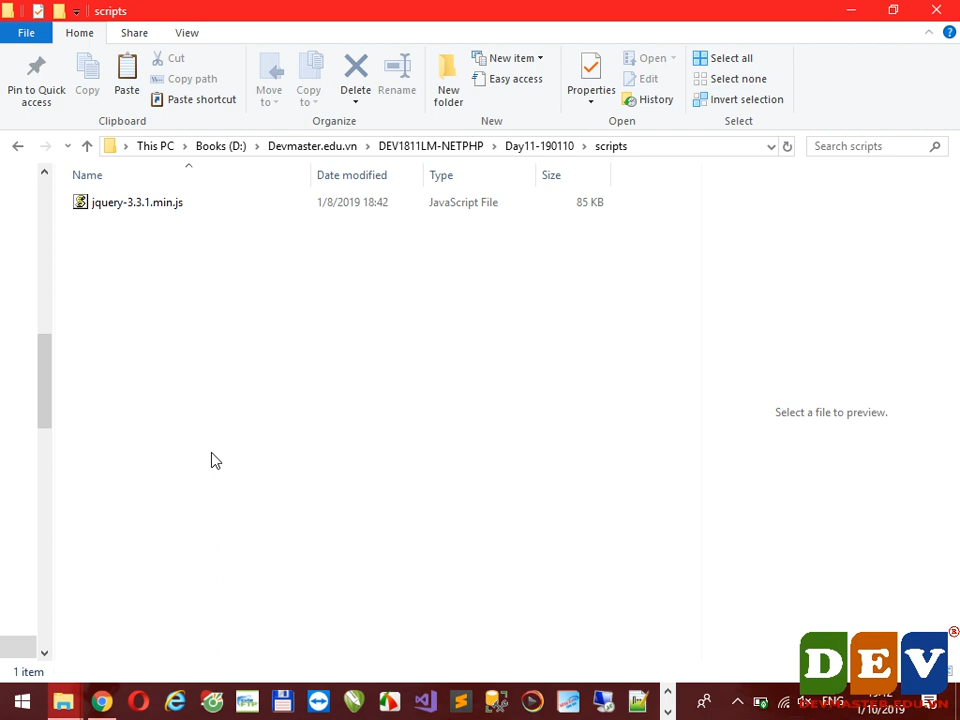 scripts
File Home Share View
Pin to Quick access
Copy
Paste
Cut
Copy path
Paste shortcut
Clipboard
Move to
Copy to
Delete
Rename
Organize
New folder
New item
Easy access
New
Properties
Open
Edit
History
Open
Select all
Select none
Invert selection
Select
This PC Books (D:) Devmaster.edu.vn DEV1811LM-NETPHP Day11-190110 scripts
Search scripts
Name Date modified Type Size
jquery-3.3.1.min.js 1/8/2019 18:42 JavaScript File 85 KB
Select a file to preview.
1 item
DEV
®
ENG
1/10/2019
DEVMASTER.EDU.VN